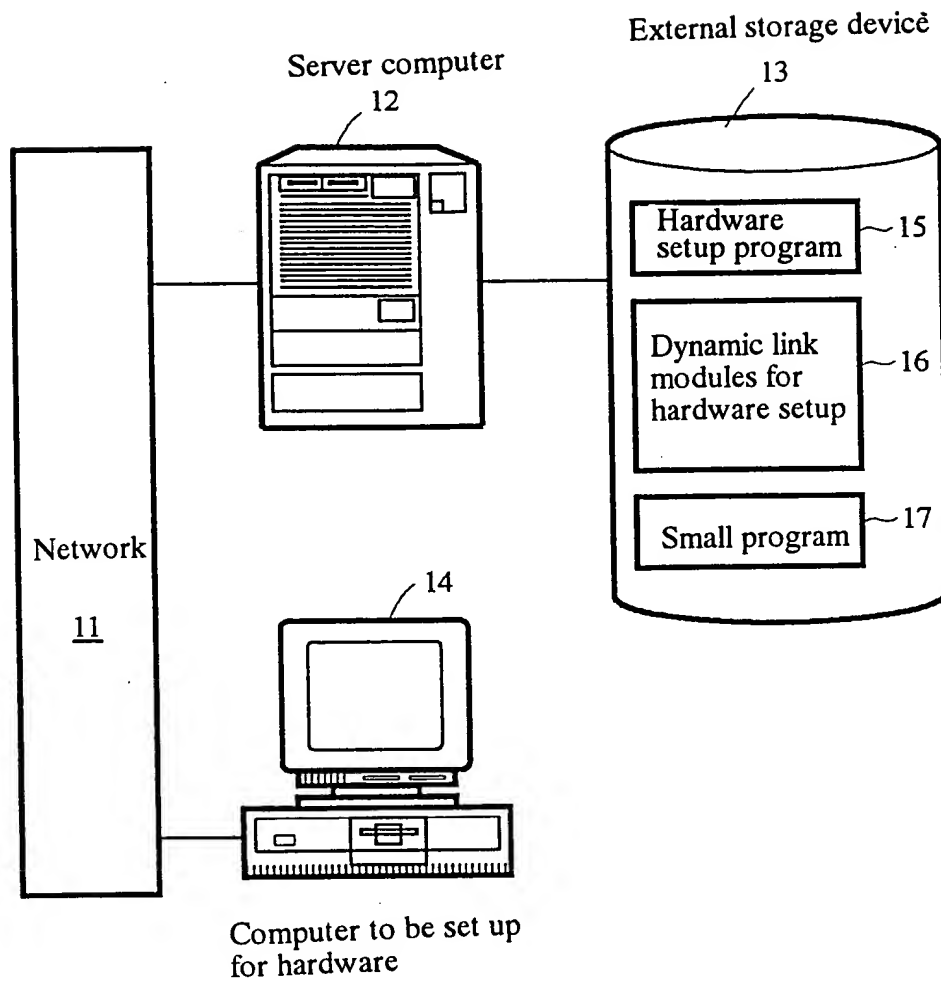 External storage device
13
Server computer
12
Hardware
setup program
15
Dynamic link
modules for
hardware setup
16
Small program
17
Network
11
14
Computer to be set up
for hardware